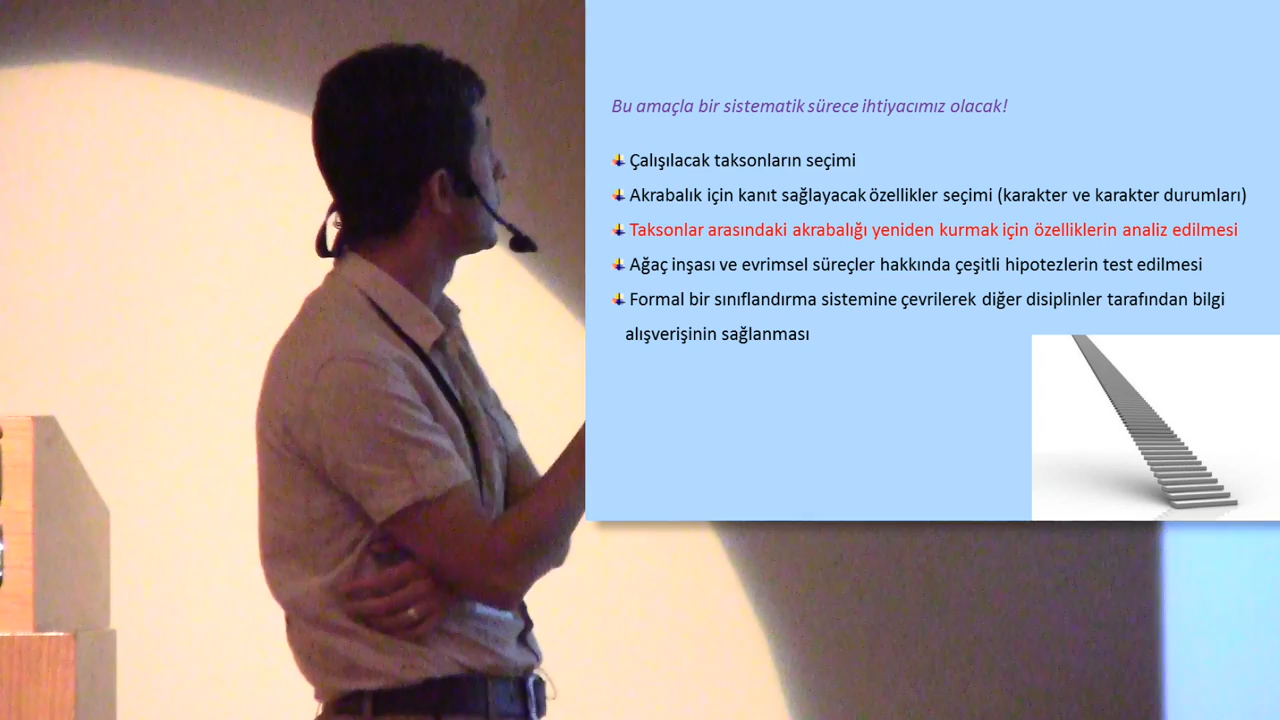 Bu amaçla bir sistematik sürece ihtiyacımız olacak!
Çalışılacak taksonların seçimi
Akrabalık için kanıt sağlayacak özellikler seçimi (karakter ve karakter durumları)
Taksonlar arasındaki akrabalığı yeniden kurmak için özelliklerin analiz edilmesi
Ağaç inşası ve evrimsel süreçler hakkında çeşitli hipotezlerin test edilmesi
Formal bir sınıflandırma sistemine çevrilerek diğer disiplinler tarafından bilgi
alışverişinin sağlanması